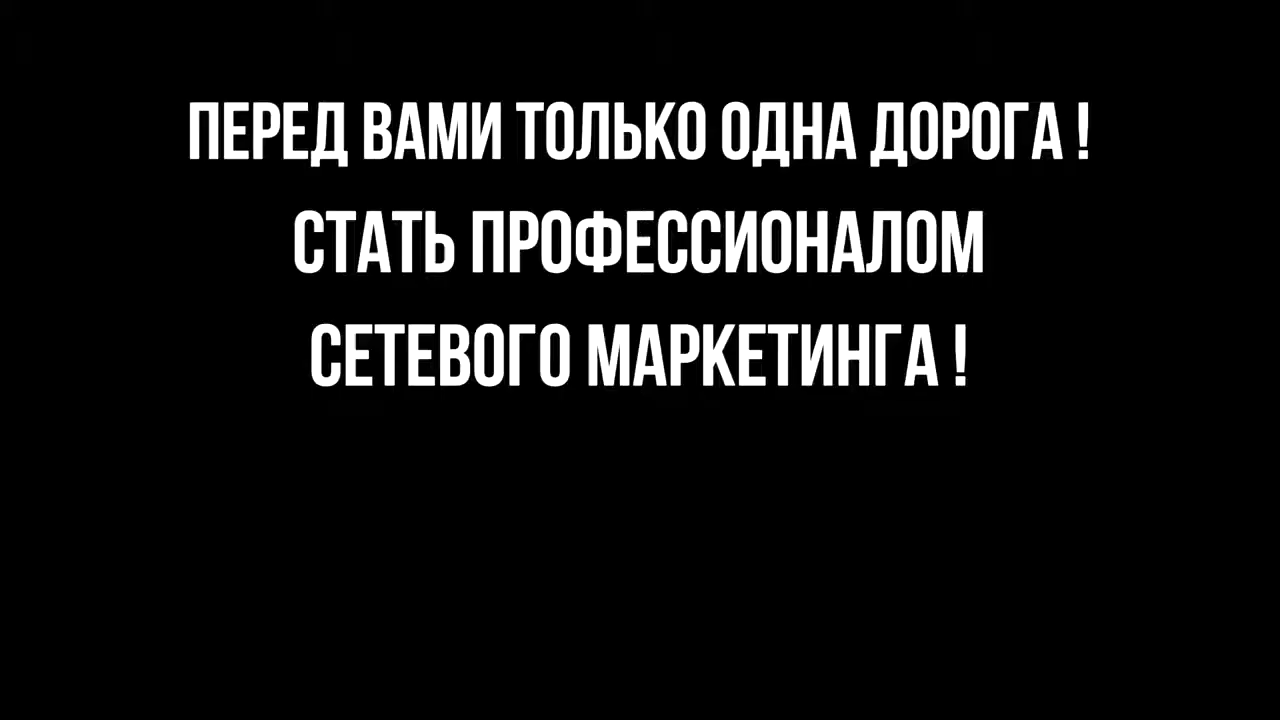 ПЕРЕД ВАМИ ТОЛЬКО ОДНА ДОРОГА !
СТАТЬ ПРОФЕССИОНАЛОМ
СЕТЕВОГО МАРКЕТИНГА !